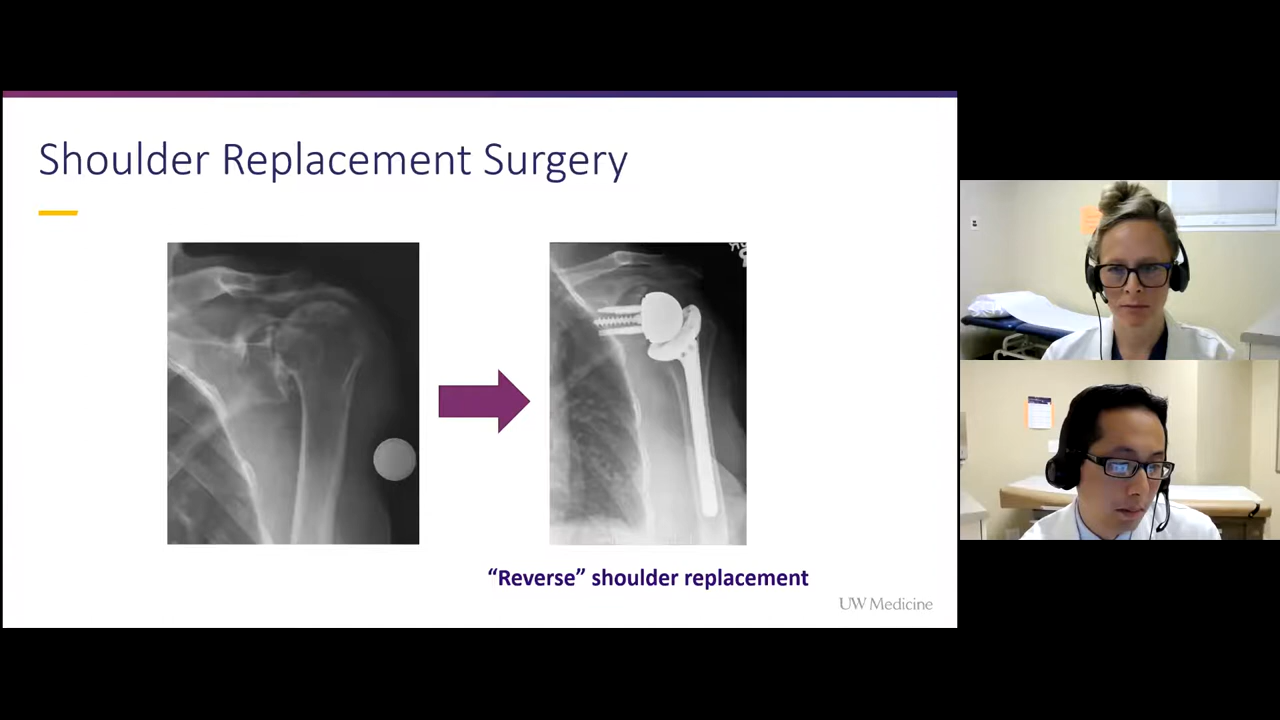 Shoulder Replacement Surgery
“Reverse” shoulder replacement
UW Medicine